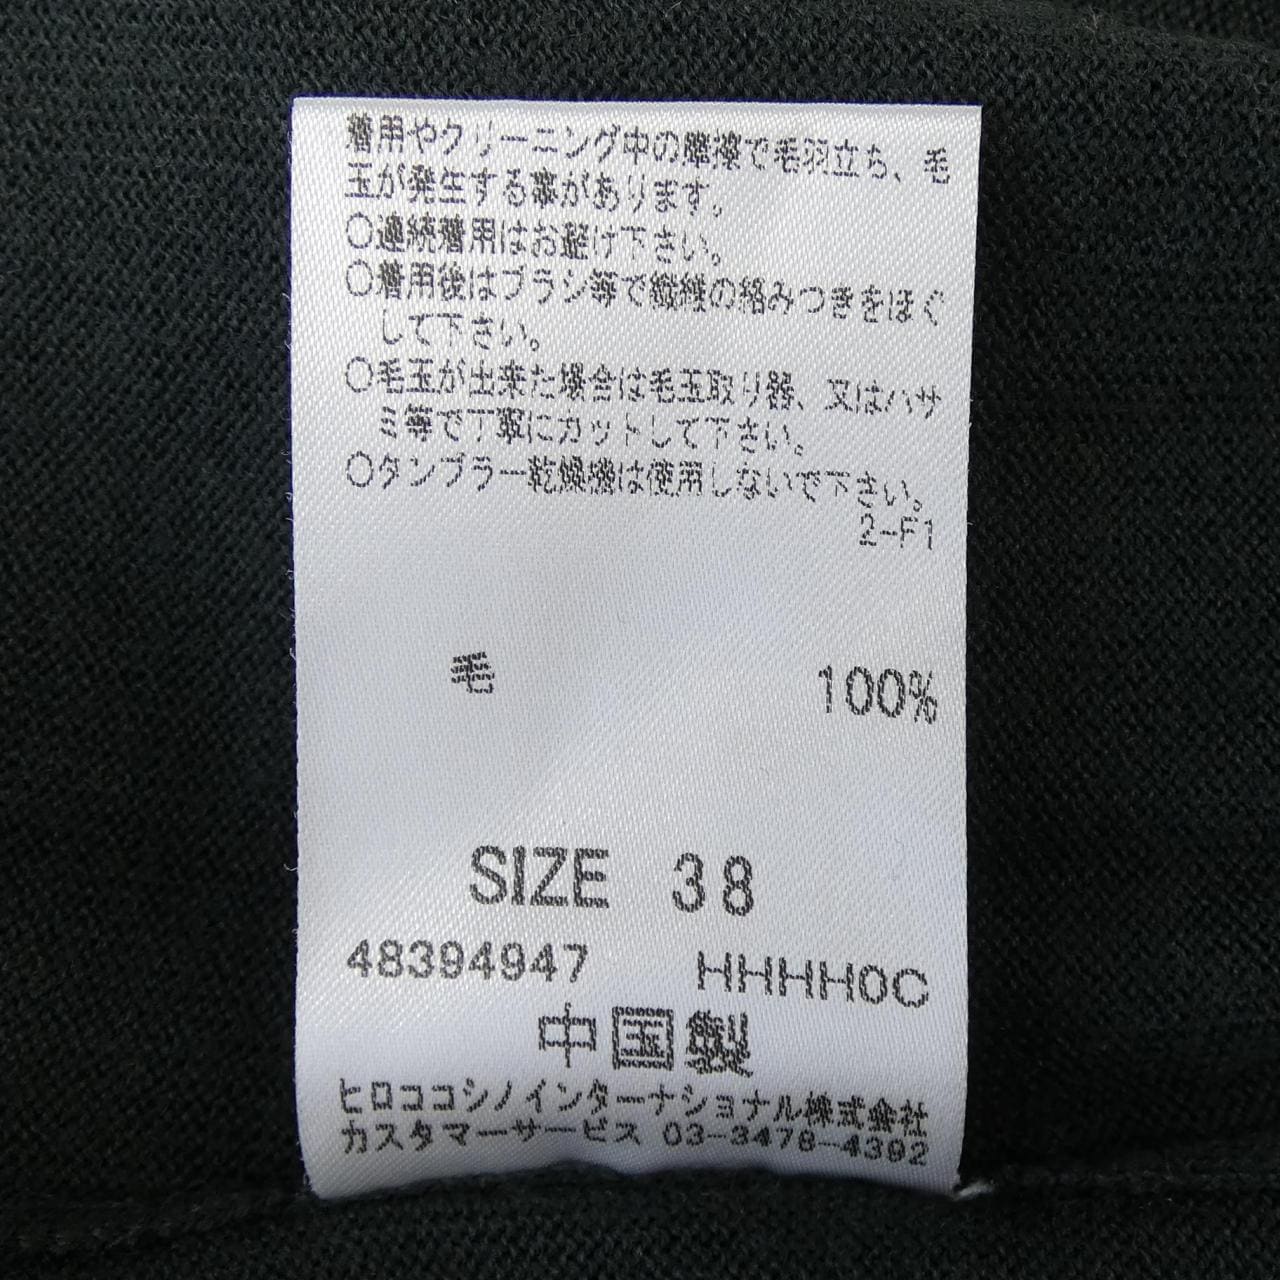 着用やクリーニング中の摩擦で毛羽立ち、毛
玉が発生する事があります。
○連続着用はお避け下さい。
○着用後はブラシ等で繊維の絡みつきをほぐ
して下さい。
○毛玉が出来た場合は毛玉取り器、又はハサ
ミ等で丁寧にカットして下さい。
○タンブラー乾燥機は使用しないで下さい。
2-F1
毛 100%
SIZE 38
48394947 HHHH0C
中国製
ヒロココシノインターナショナル株式会社
カスタマーサービス 03-3478-4392